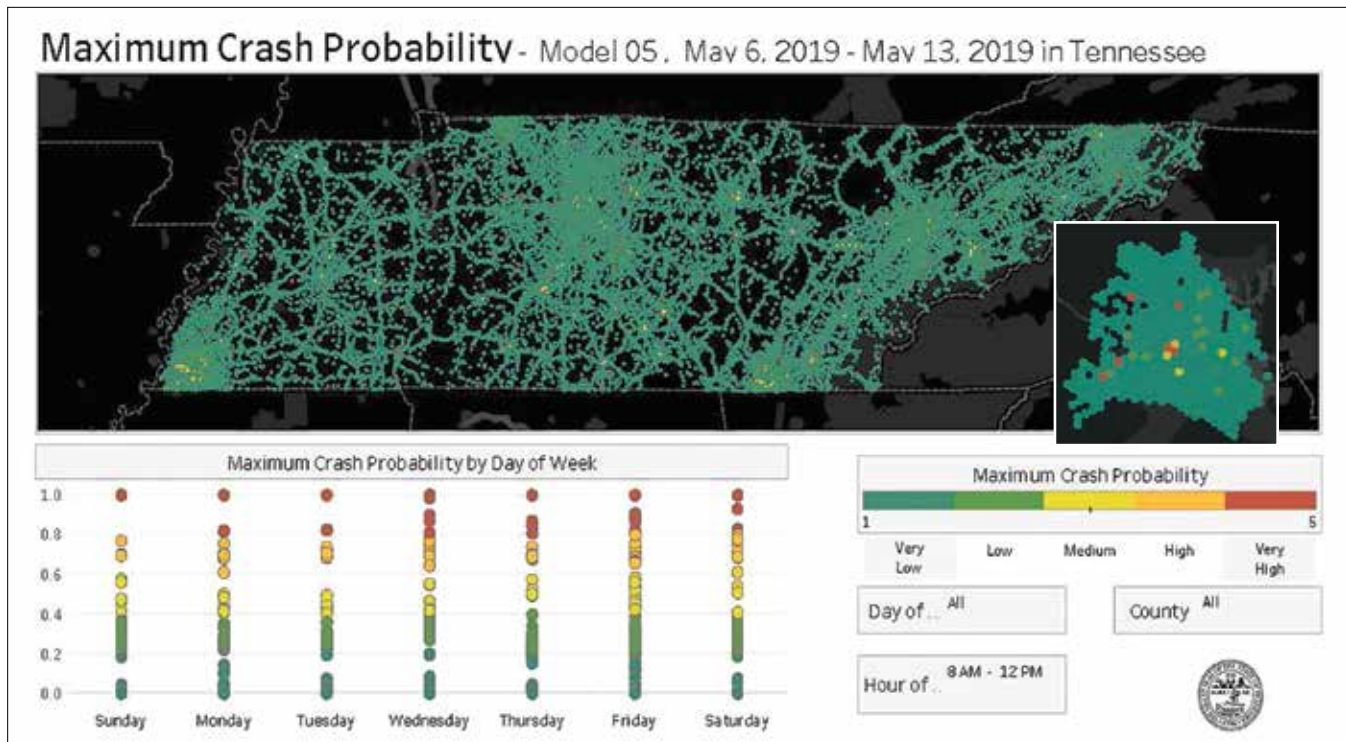 Maximum Crash Probability - Model 05, May 6, 2019 - May 13, 2019 in Tennessee
Maximum Crash Probability by Day of Week
1.0
0.8
0.6
0.4
0.2
0.0
Sunday Monday Tuesday Wednesday Thursday Friday Saturday
Maximum Crash Probability
1 5
Very Low Low Medium High Very High
Day of .. All
County All
Hour of .. 8 AM - 12 PM